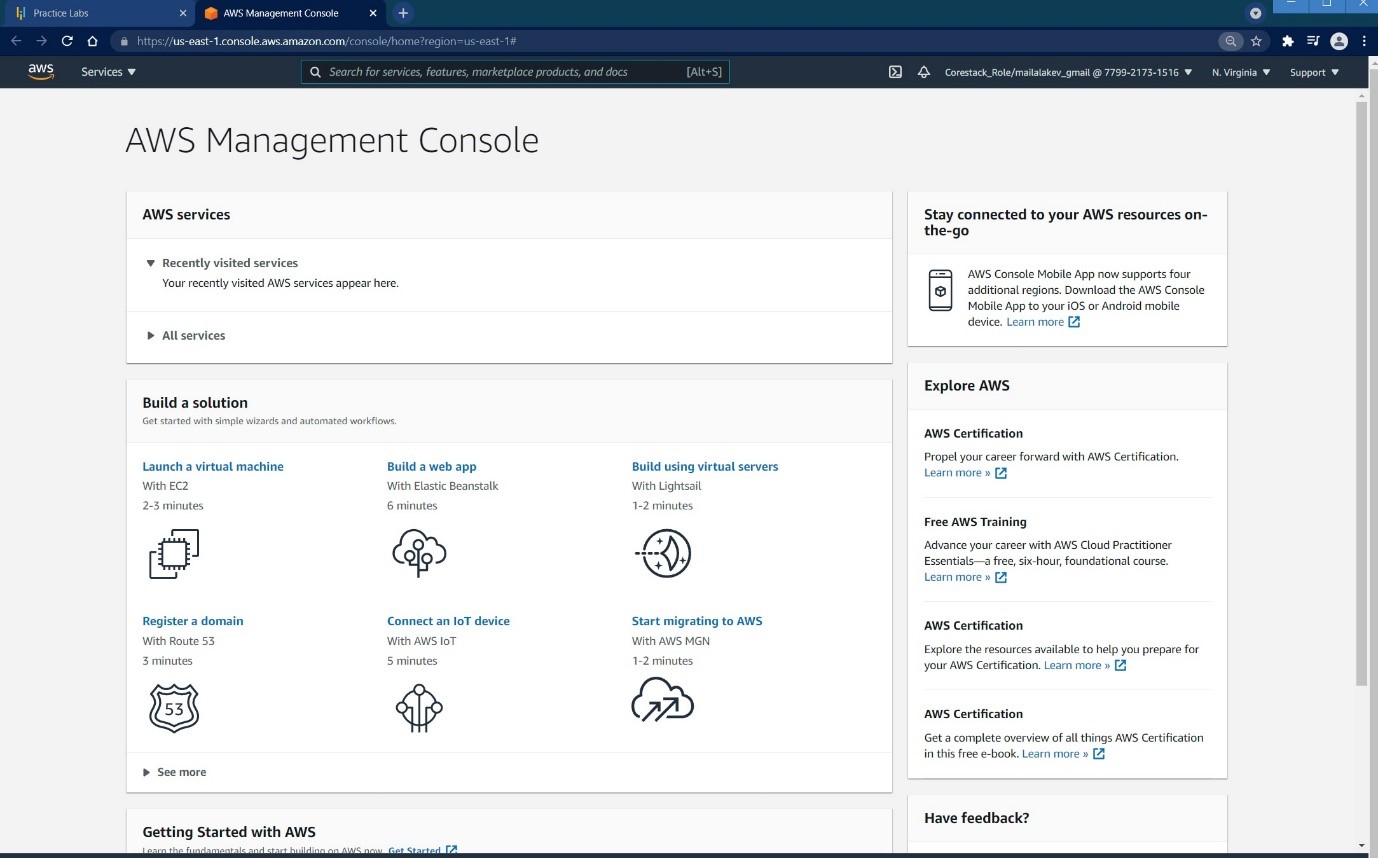 Practice Labs
AWS Management Console
https://us-east-1.console.aws.amazon.com/console/home?region=us-east-1#
aws
Services
Search for services, features, marketplace products, and docs [Alt+S]
Corestack_Role/mailalakev_gmail @ 7799-2173-1516
N. Virginia
Support
AWS Management Console
AWS services
Recently visited services
Your recently visited AWS services appear here.
All services
Build a solution
Get started with simple wizards and automated workflows.
Launch a virtual machine
With EC2
2-3 minutes
Build a web app
With Elastic Beanstalk
6 minutes
Build using virtual servers
With Lightsail
1-2 minutes
Register a domain
With Route 53
3 minutes
53
Connect an IoT device
With AWS IoT
5 minutes
Start migrating to AWS
With AWS MGN
1-2 minutes
See more
Getting Started with AWS
Learn the fundamentals and start building on AWS now. Get Started
Stay connected to your AWS resources on-
the-go
AWS Console Mobile App now supports four
additional regions. Download the AWS Console
Mobile App to your iOS or Android mobile
device. Learn more
Explore AWS
AWS Certification
Propel your career forward with AWS Certification.
Learn more »
Free AWS Training
Advance your career with AWS Cloud Practitioner
Essentials—a free, six-hour, foundational course.
Learn more »
AWS Certification
Explore the resources available to help you prepare for
your AWS Certification. Learn more »
AWS Certification
Get a complete overview of all things AWS Certification
in this free e-book. Learn more »
Have feedback?